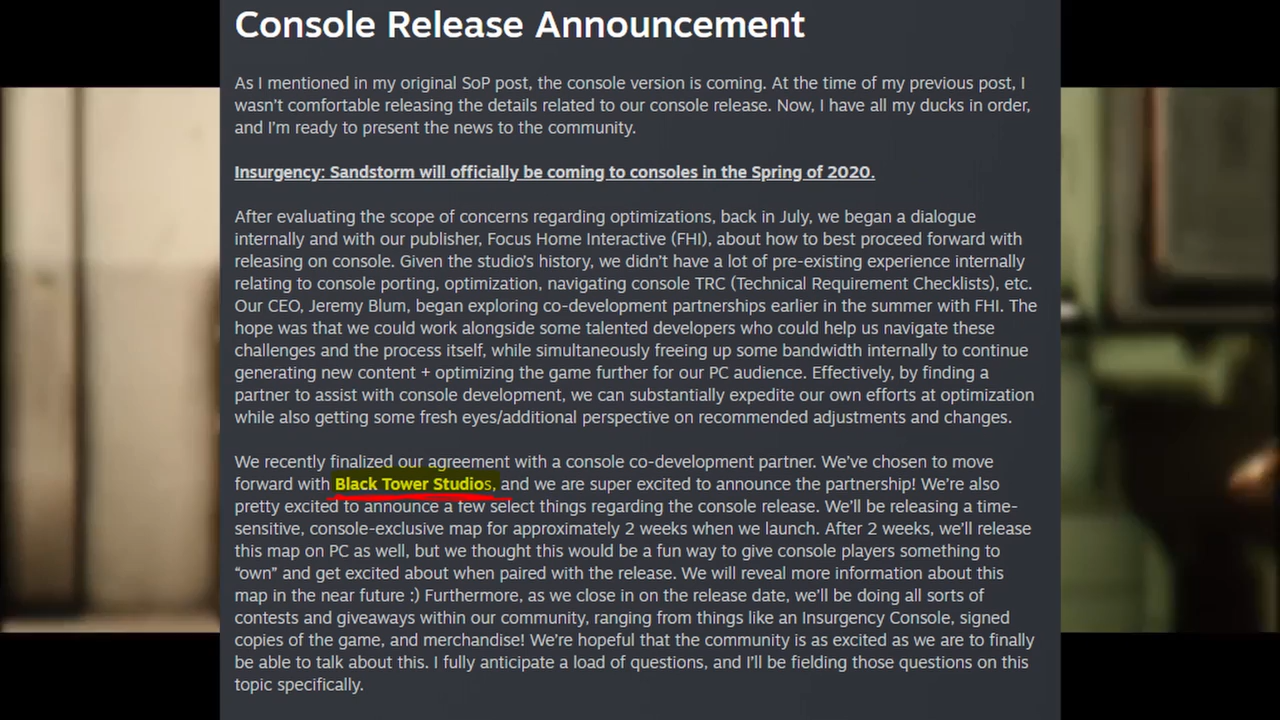 Console Release Announcement
As I mentioned in my original SoP post, the console version is coming. At the time of my previous post, I
wasn't comfortable releasing the details related to our console release. Now, I have all my ducks in order,
and I'm ready to present the news to the community.
Insurgency: Sandstorm will officially be coming to consoles in the Spring of 2020.
After evaluating the scope of concerns regarding optimizations, back in July, we began a dialogue
internally and with our publisher, Focus Home Interactive (FHI), about how to best proceed forward with
releasing on console. Given the studio's history, we didn't have a lot of pre-existing experience internally
relating to console porting, optimization, navigating console TRC (Technical Requirement Checklists), etc.
Our CEO, Jeremy Blum, began exploring co-development partnerships earlier in the summer with FHI. The
hope was that we could work alongside some talented developers who could help us navigate these
challenges and the process itself, while simultaneously freeing up some bandwidth internally to continue
generating new content + optimizing the game further for our PC audience. Effectively, by finding a
partner to assist with console development, we can substantially expedite our own efforts at optimization
while also getting some fresh eyes/additional perspective on recommended adjustments and changes.
We recently finalized our agreement with a console co-development partner. We've chosen to move
forward with Black Tower Studios, and we are super excited to announce the partnership! We're also
pretty excited to announce a few select things regarding the console release. We'll be releasing a time-
sensitive, console-exclusive map for approximately 2 weeks when we launch. After 2 weeks, we'll release
this map on PC as well, but we thought this would be a fun way to give console players something to
"own" and get excited about when paired with the release. We will reveal more information about this
map in the near future :) Furthermore, as we close in on the release date, we'll be doing all sorts of
contests and giveaways within our community, ranging from things like an Insurgency Console, signed
copies of the game, and merchandise! We're hopeful that the community is as excited as we are to finally
be able to talk about this. I fully anticipate a load of questions, and I'll be fielding those questions on this
topic specifically.